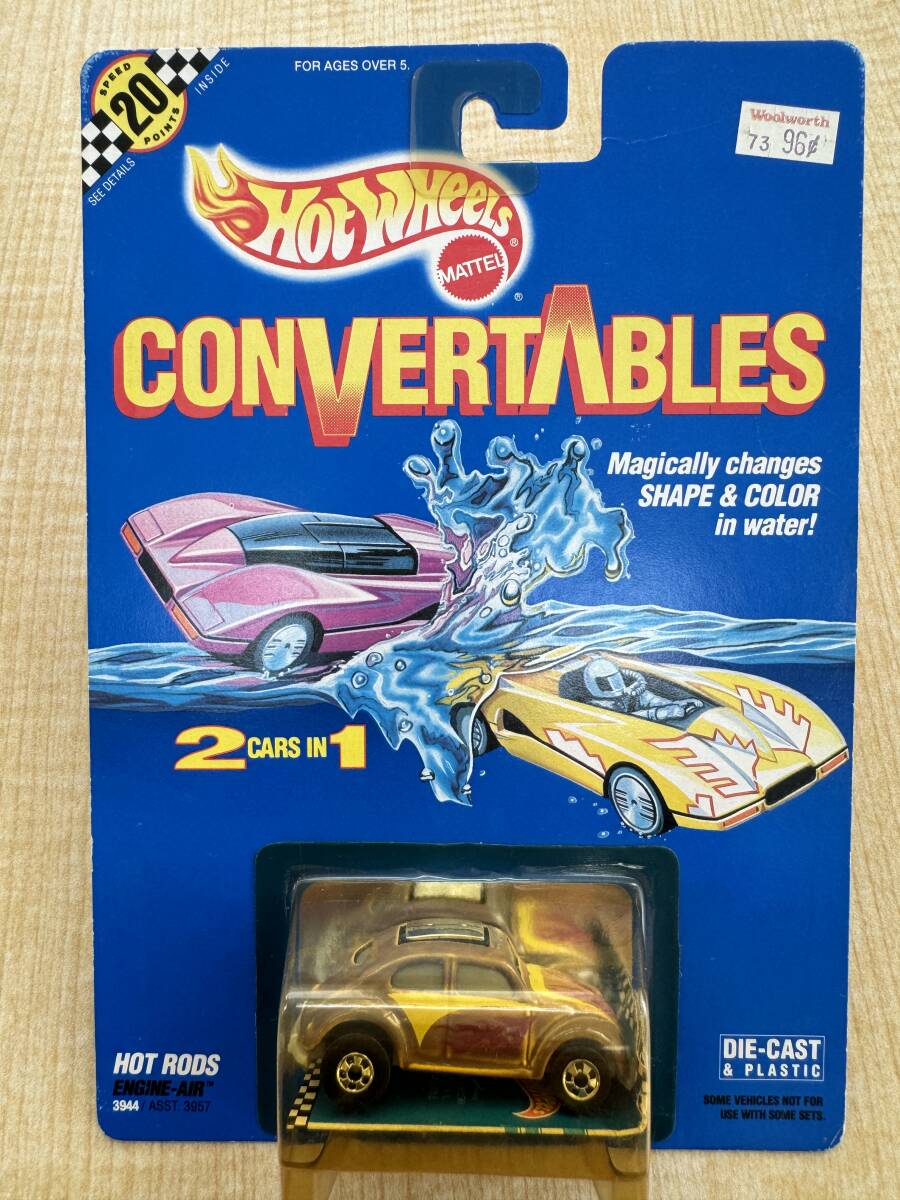 SPEED
20
POINTS
INSIDE
SEE DETAILS
FOR AGES OVER 5.
Woolworth
73 96¢
Hot Wheels®
MATTEL
®
CONVERTABLES
Magically changes
SHAPE & COLOR
in water!
2 CARS IN 1
HOT RODS
ENGINE-AIR™
3944 / ASST. 3957
DIE-CAST
& PLASTIC
SOME VEHICLES NOT FOR
USE WITH SOME SETS.